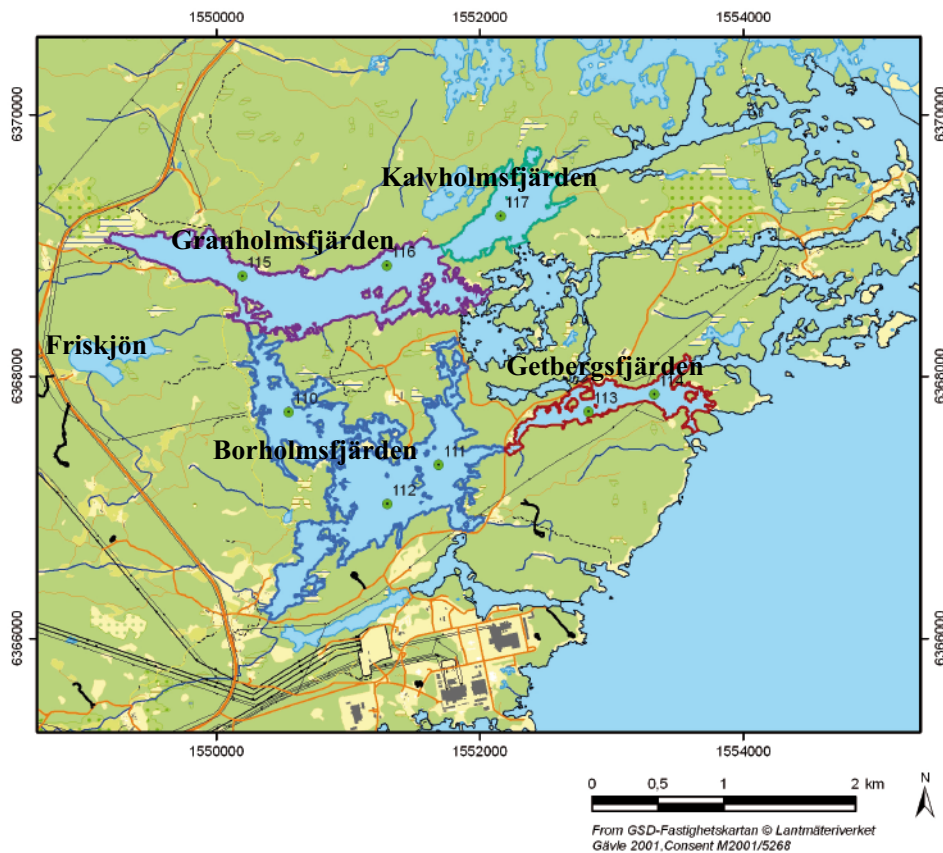 1550000 1552000 1554000
6370000 6370000
Kalvholmsfjärden
117
Granholmsfjärden
116
115
Friskjön
6368000 6368000
Getbergsfjärden
114
113
110
Borholmsfjärden
111
112
6366000 6366000
1550000 1552000 1554000
0 0,5 1 2 km
N
From GSD-Fastighetskartan © Lantmäteriverket
Gävle 2001,Consent M2001/5268